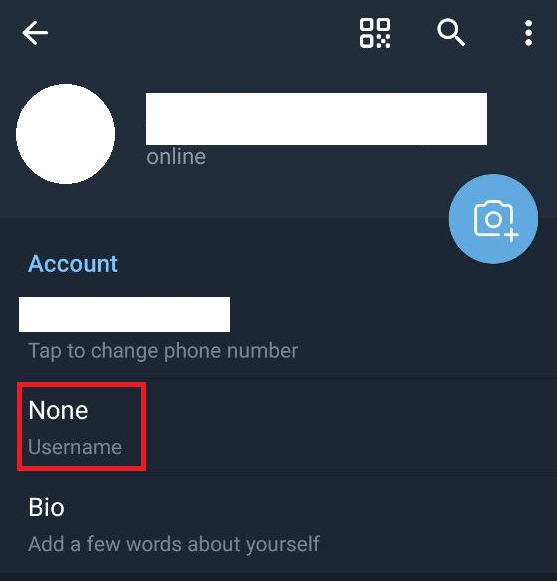 online
Account
Tap to change phone number
None
Username
Bio
Add a few words about yourself